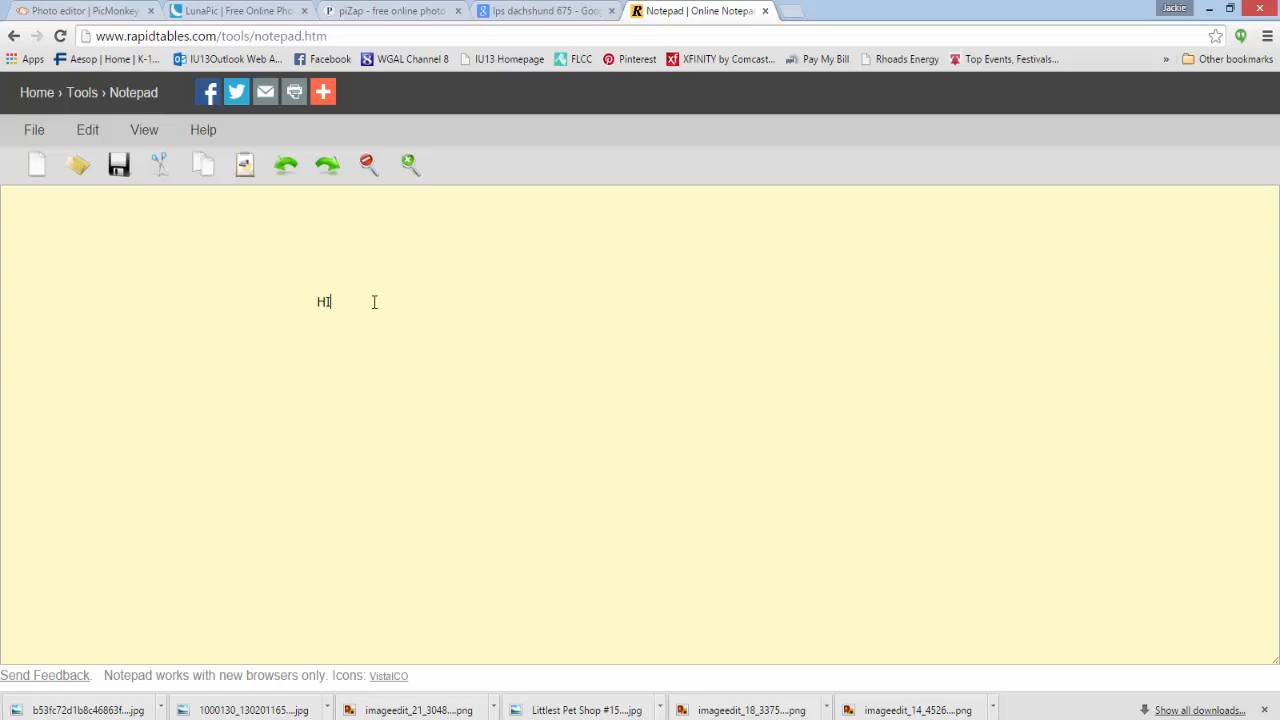 Photo editor | PicMonkey
LunaPic | Free Online Pho
piZap - free online photo
lps dachshund 675 - Goog
Notepad | Online Notepa
Jackie
www.rapidtables.com/tools/notepad.htm
Apps
Aesop | Home | K-1...
IU13Outlook Web A...
Facebook
WGAL Channel 8
IU13 Homepage
FLCC
Pinterest
XFINITY by Comcast...
Pay My Bill
Rhoads Energy
Top Events, Festivals...
» Other bookmarks
Home › Tools › Notepad
File Edit View Help
HI
Send Feedback. Notepad works with new browsers only. Icons: VistaICO
b53fc72d1b8c46863f....jpg
1000130_130201165....jpg
imageedit_21_3048....png
Littlest Pet Shop #15....jpg
imageedit_18_3375....png
imageedit_14_4526....png
Show all downloads...